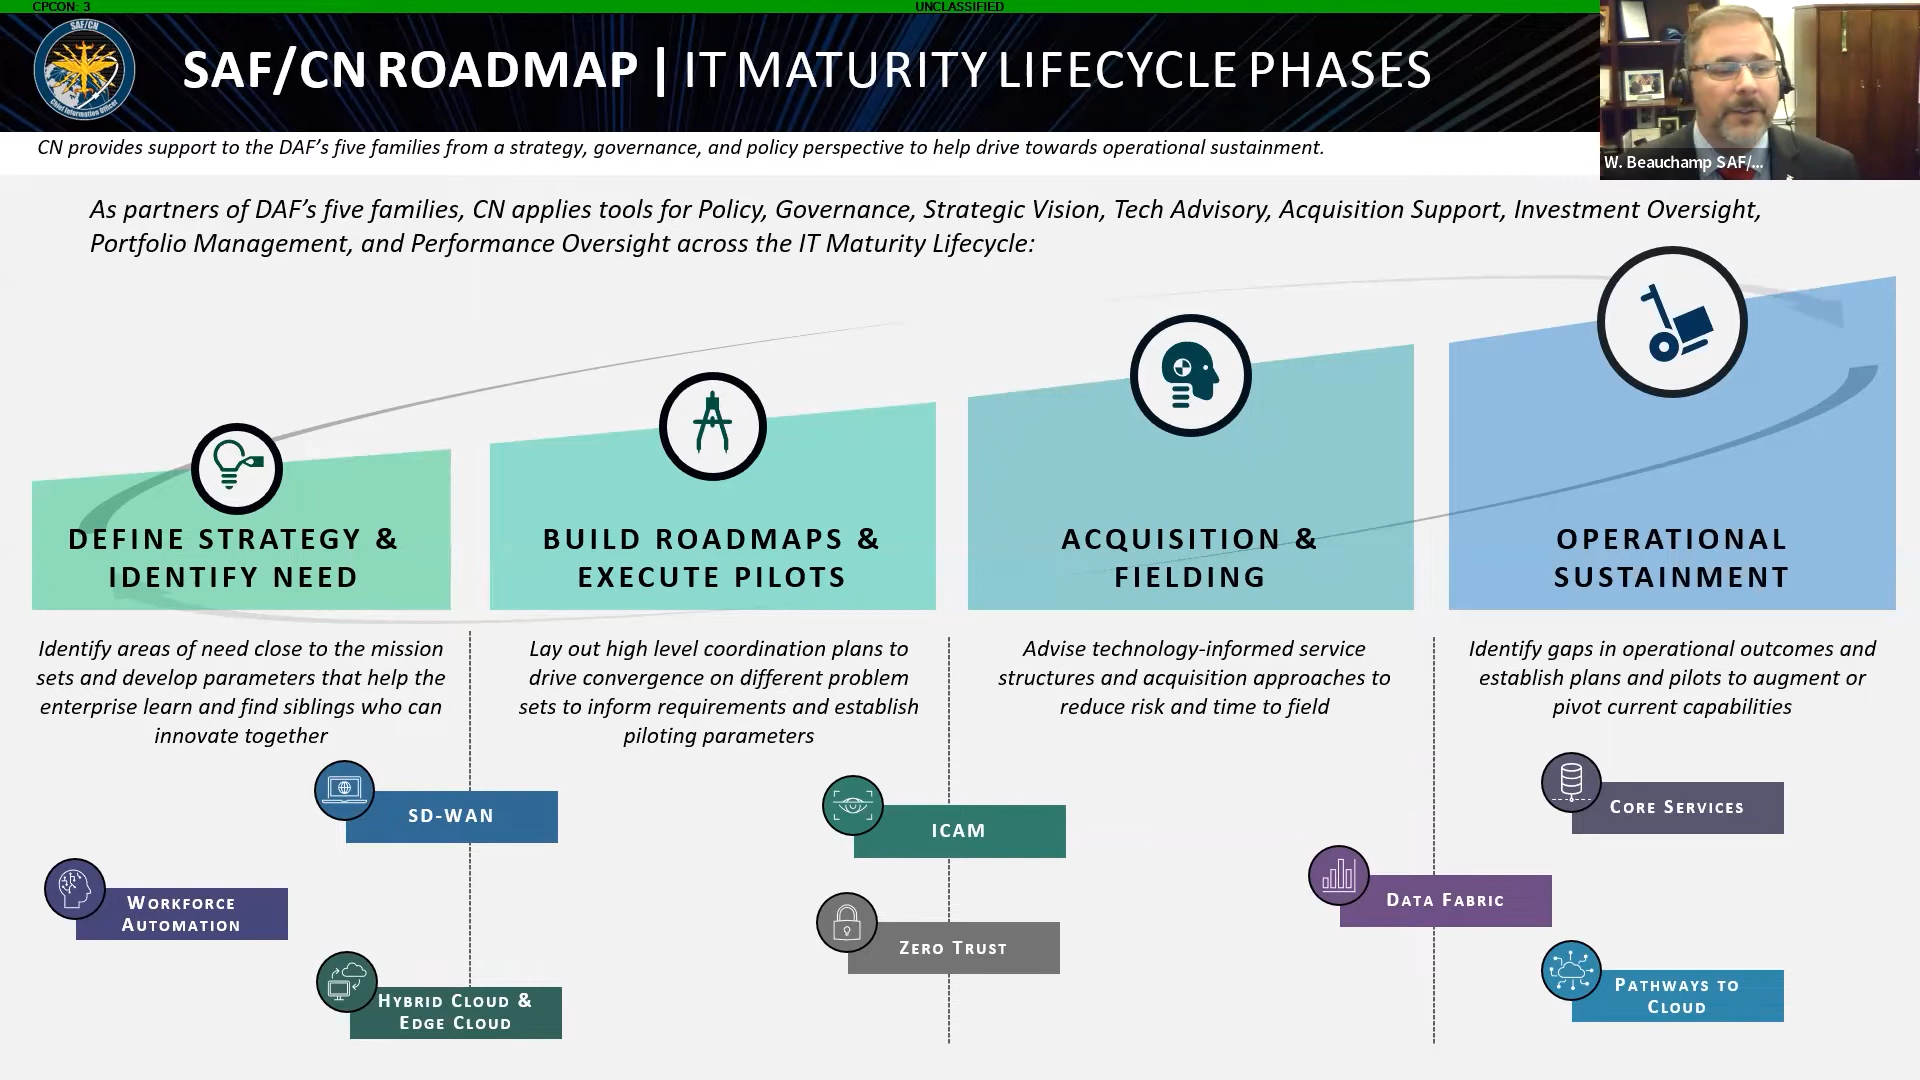 CPCON: 3
UNCLASSIFIED
SAF/CN
Chief Information Officer
SAF/CN ROADMAP | IT MATURITY LIFECYCLE PHASES
W. Beauchamp SAF/...
CN provides support to the DAF’s five families from a strategy, governance, and policy perspective to help drive towards operational sustainment.
As partners of DAF’s five families, CN applies tools for Policy, Governance, Strategic Vision, Tech Advisory, Acquisition Support, Investment Oversight,
Portfolio Management, and Performance Oversight across the IT Maturity Lifecycle:
DEFINE STRATEGY &
IDENTIFY NEED
BUILD ROADMAPS &
EXECUTE PILOTS
ACQUISITION &
FIELDING
OPERATIONAL
SUSTAINMENT
Identify areas of need close to the mission
sets and develop parameters that help the
enterprise learn and find siblings who can
innovate together
Lay out high level coordination plans to
drive convergence on different problem
sets to inform requirements and establish
piloting parameters
Advise technology-informed service
structures and acquisition approaches to
reduce risk and time to field
Identify gaps in operational outcomes and
establish plans and pilots to augment or
pivot current capabilities
SD-WAN
WORKFORCE
AUTOMATION
HYBRID CLOUD &
EDGE CLOUD
ICAM
ZERO TRUST
DATA FABRIC
CORE SERVICES
PATHWAYS TO
CLOUD